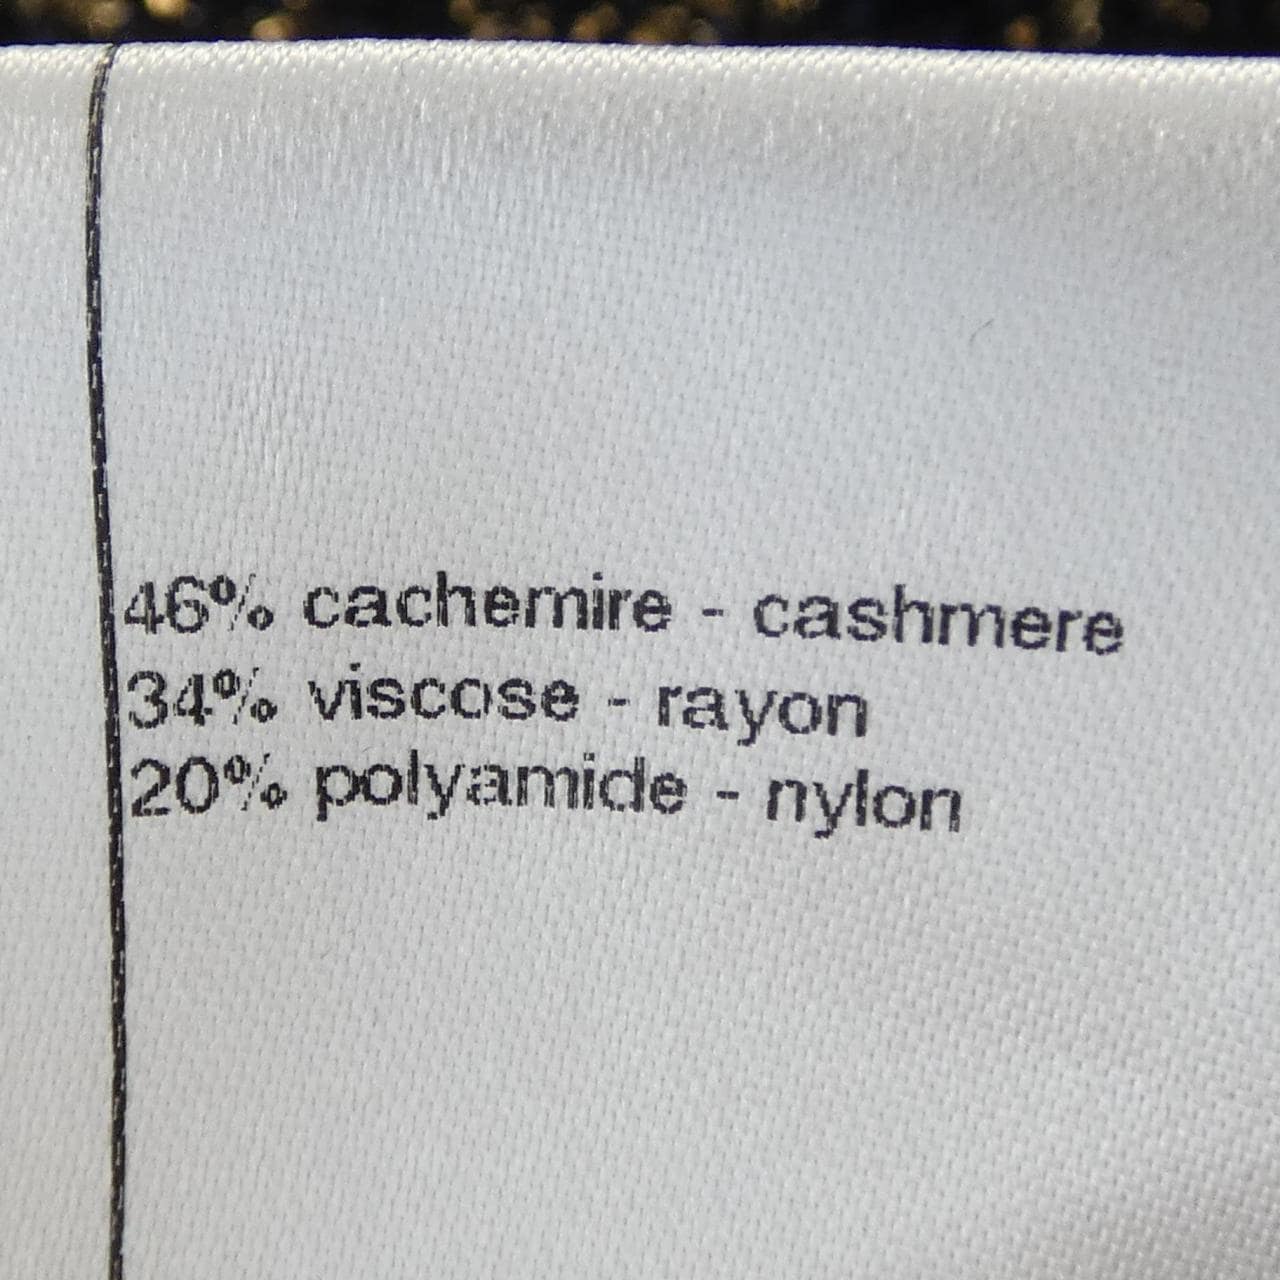 46% cachemire - cashmere
34% viscose - rayon
20% polyamide - nylon